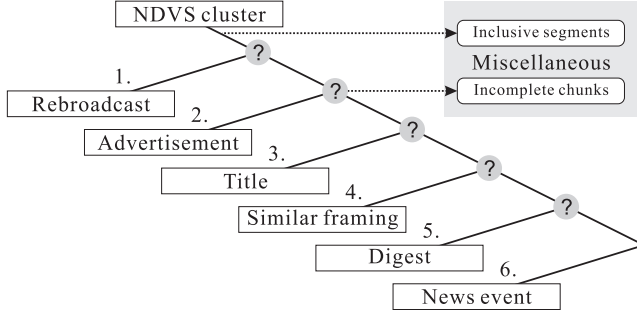 NDVS cluster
Inclusive segments
?
Miscellaneous
1.
?
Incomplete chunks
Rebroadcast
2.
?
Advertisement
3.
?
Title
4.
?
Similar framing
5.
Digest
6.
News event